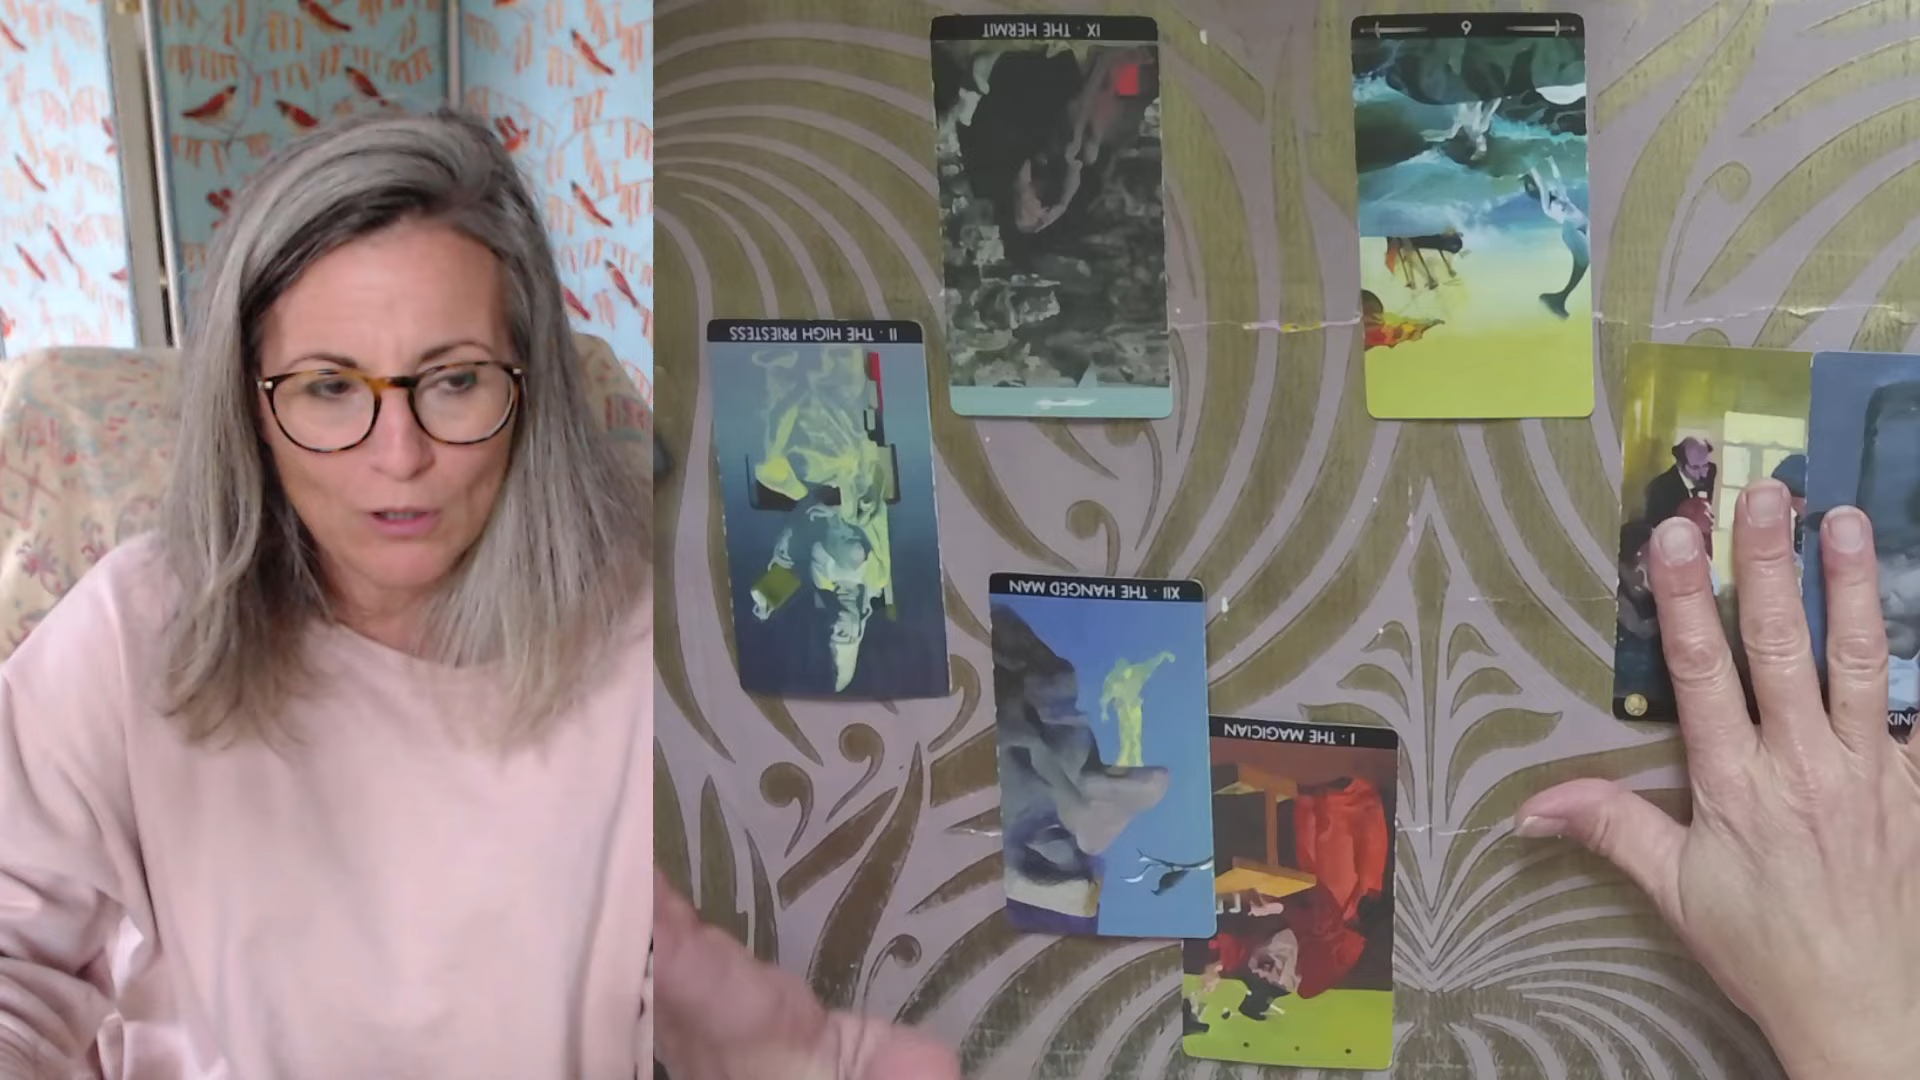 IX · THE HERMIT
9
II · THE HIGH PRIESTESS
XII · THE HANGED MAN
I · THE MAGICIAN